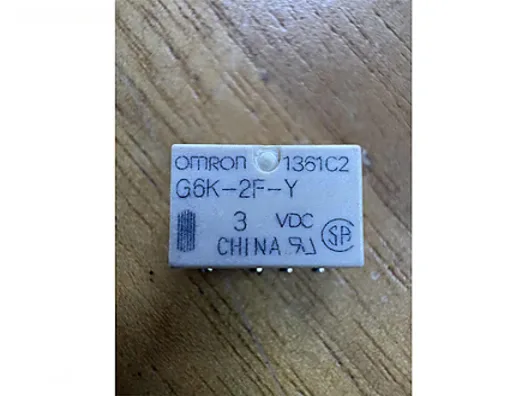 omron 1361C2
G6K-2F-Y
3 VDC
CHINA